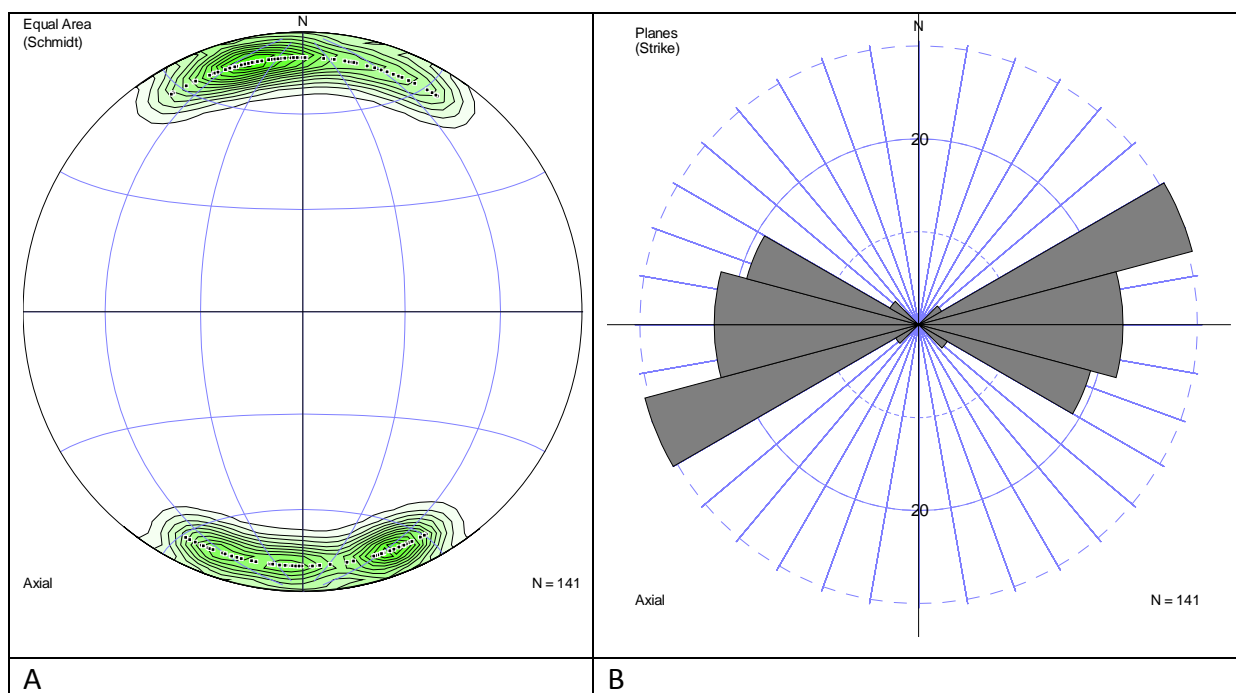 Equal Area
(Schmidt)
N
Axial
N = 141
Planes
(Strike)
N
20
20
Axial
N = 141
A
B